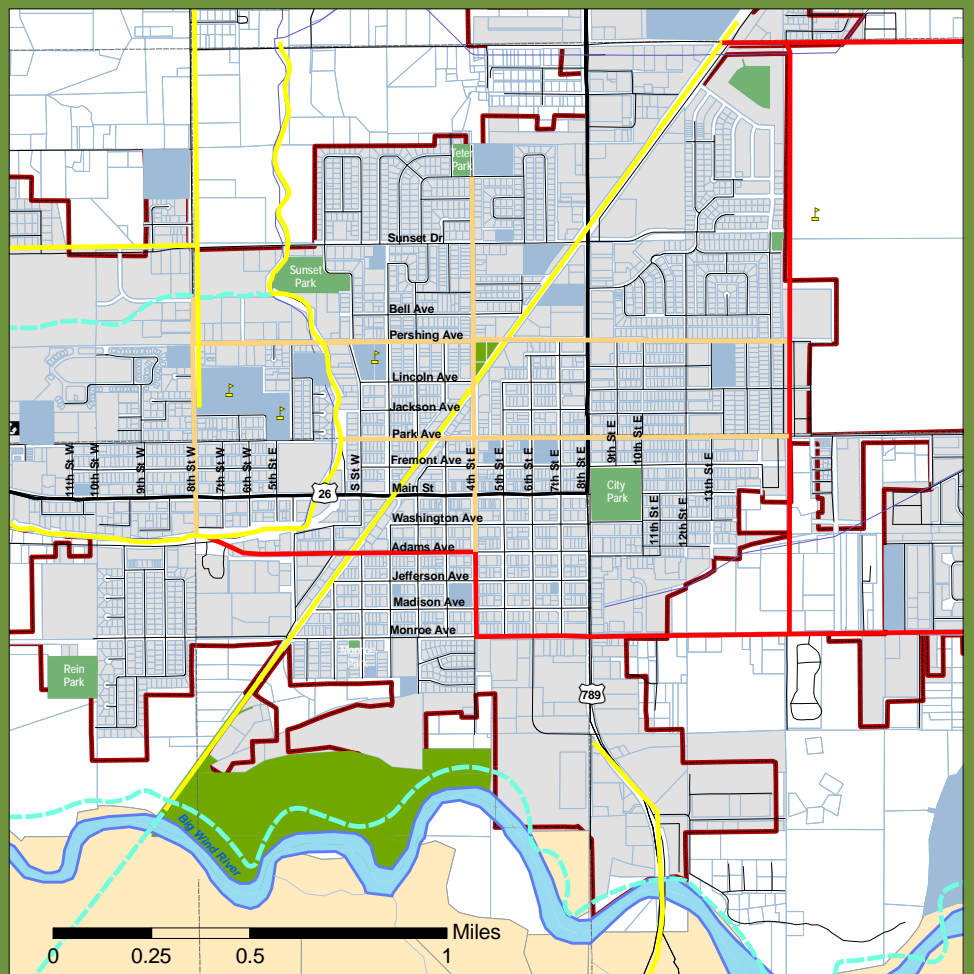 Teter
Park
Sunset Dr
Sunset
Park
Bell Ave
Pershing Ave
Lincoln Ave
Jackson Ave
Park Ave
Fremont Ave
Main St
Washington Ave
Adams Ave
Jefferson Ave
Madison Ave
Monroe Ave
11th St W
10th St W
9th St W
8th St W
7th St W
6th St W
5th St E
S St W
4th St E
5th St E
6th St E
7th St E
8th St E
9th St E
10th St E
11th St E
12th St E
13th St E
City
Park
26
Rein
Park
Park
789
Big Wind River
Miles
0
0.25
0.5
1